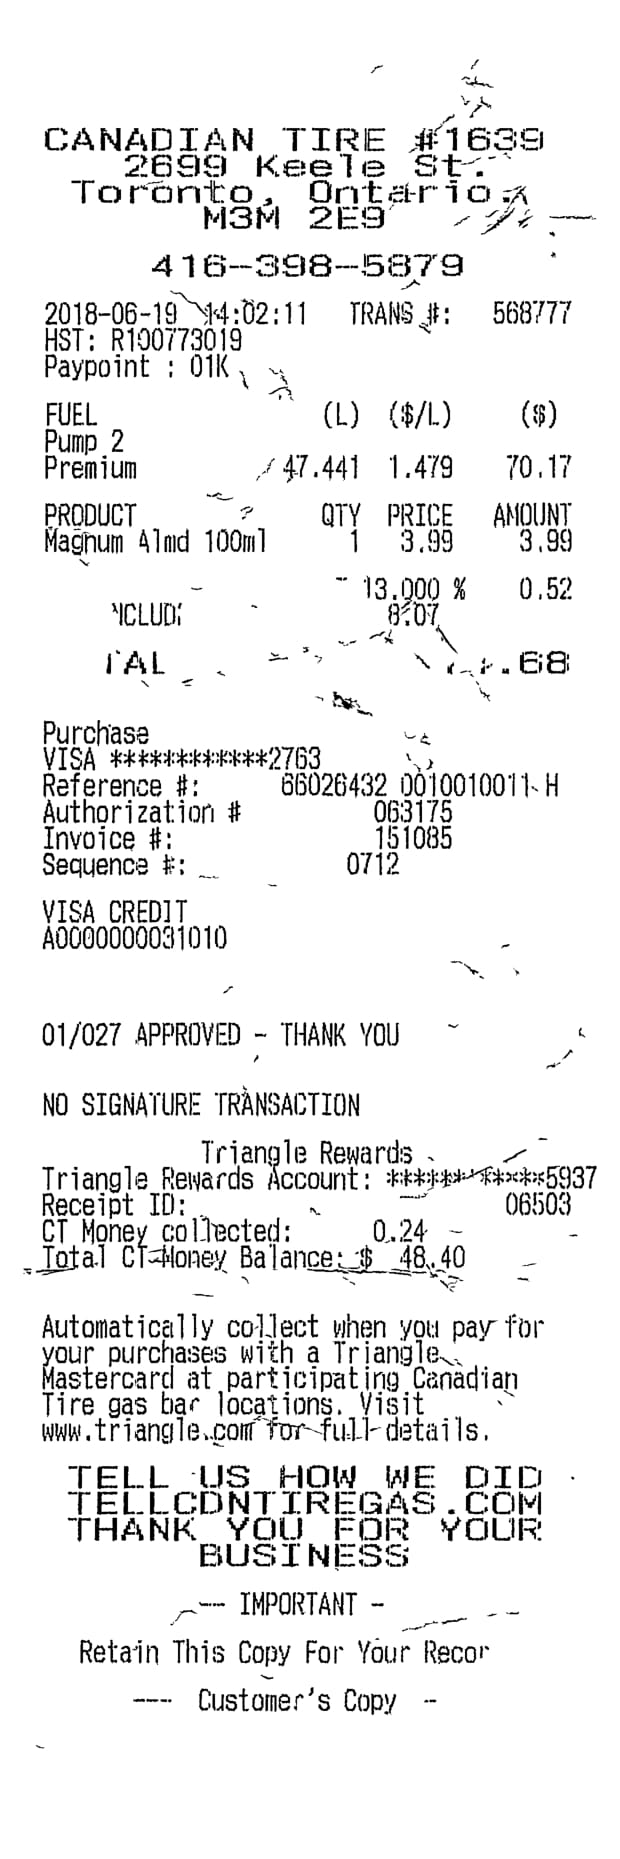 CANADIAN TIRE #1639
2699 Keele St.
Toronto, Ontario
M3M 2E9
416-398-5879
2018-06-19 14:02:11 TRANS #: 568777
HST: R100773019
Paypoint : 01K
FUEL (L) ($/L) ($)
Pump 2
Premium 47.441 1.479 70.17
PRODUCT QTY PRICE AMOUNT
Magnum Almd 100ml 1 3.99 3.99
13.000 % 0.52
8.07
.68
Purchase
VISA ************2763
Reference #: 66026432 0010010011 H
Authorization # 063175
Invoice #: 151085
Sequence #: 0712
VISA CREDIT
A0000000031010
01/027 APPROVED - THANK YOU
NO SIGNATURE TRANSACTION
Triangle Rewards
Triangle Rewards Account: ************5937
Receipt ID: 06503
CT Money collected: 0.24
Total CT Money Balance: $ 48.40
Automatically collect when you pay for
your purchases with a Triangle
Mastercard at participating Canadian
Tire gas bar locations. Visit
www.triangle.com for full details.
TELL US HOW WE DID
TELLCDNTIREGAS.COM
THANK YOU FOR YOUR
BUSINESS
-- IMPORTANT -
Retain This Copy For Your Recor
--- Customer's Copy -